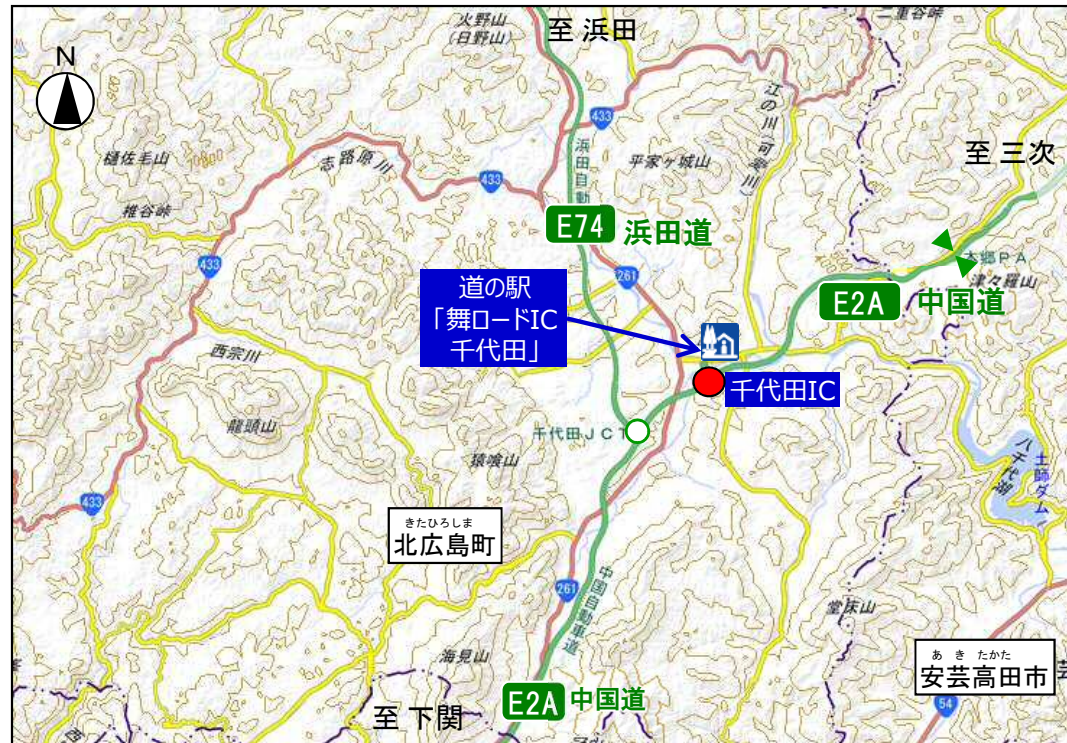 火野山
(日野山)
至 浜田
二重谷峠
N
433
江の川(可愛川)
樋佐毛山
志路原川
433
浜田自動
平家ヶ城山
至 三次
椎谷峠
E74 浜田道
433
261
本郷PA
津々羅山
道の駅
「舞ロードIC
千代田」
E2A 中国道
西宗川
千代田IC
龍頭山
千代田JCT
猿喰山
八千代湖
土師ダム
433
きたひろしま
北広島町
261
中国自動車道
堂床山
海見山
あ き たかた
安芸高田市
E2A 中国道
至 下関
54